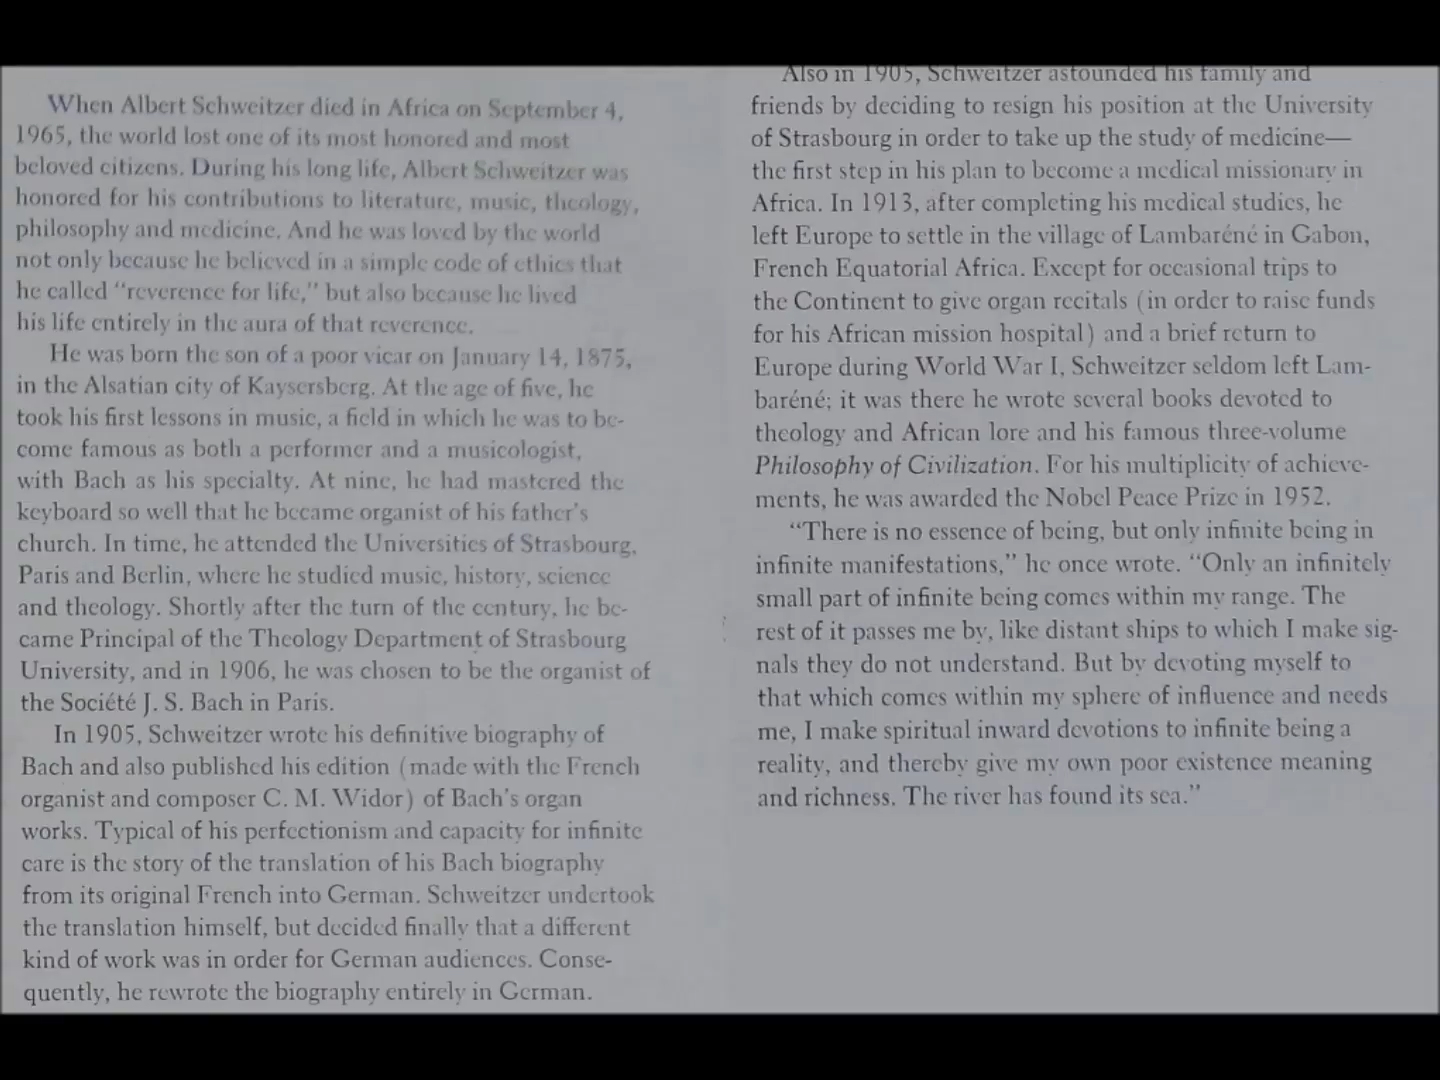 When Albert Schweitzer died in Africa on September 4,
1965, the world lost one of its most honored and most
beloved citizens. During his long life, Albert Schweitzer was
honored for his contributions to literature, music, theology,
philosophy and medicine. And he was loved by the world
not only because he believed in a simple code of ethics that
he called “reverence for life,” but also because he lived
his life entirely in the aura of that reverence.
He was born the son of a poor vicar on January 14, 1875,
in the Alsatian city of Kaysersberg. At the age of five, he
took his first lessons in music, a field in which he was to be-
come famous as both a performer and a musicologist,
with Bach as his specialty. At nine, he had mastered the
keyboard so well that he became organist of his father’s
church. In time, he attended the Universities of Strasbourg,
Paris and Berlin, where he studied music, history, science
and theology. Shortly after the turn of the century, he be-
came Principal of the Theology Department of Strasbourg
University, and in 1906, he was chosen to be the organist of
the Société J. S. Bach in Paris.
In 1905, Schweitzer wrote his definitive biography of
Bach and also published his edition (made with the French
organist and composer C. M. Widor) of Bach’s organ
works. Typical of his perfectionism and capacity for infinite
care is the story of the translation of his Bach biography
from its original French into German. Schweitzer undertook
the translation himself, but decided finally that a different
kind of work was in order for German audiences. Conse-
quently, he rewrote the biography entirely in German.
Also in 1905, Schweitzer astounded his family and
friends by deciding to resign his position at the University
of Strasbourg in order to take up the study of medicine—
the first step in his plan to become a medical missionary in
Africa. In 1913, after completing his medical studies, he
left Europe to settle in the village of Lambaréné in Gabon,
French Equatorial Africa. Except for occasional trips to
the Continent to give organ recitals (in order to raise funds
for his African mission hospital) and a brief return to
Europe during World War I, Schweitzer seldom left Lam-
baréné; it was there he wrote several books devoted to
theology and African lore and his famous three-volume
Philosophy of Civilization. For his multiplicity of achieve-
ments, he was awarded the Nobel Peace Prize in 1952.
“There is no essence of being, but only infinite being in
infinite manifestations,” he once wrote. “Only an infinitely
small part of infinite being comes within my range. The
rest of it passes me by, like distant ships to which I make sig-
nals they do not understand. But by devoting myself to
that which comes within my sphere of influence and needs
me, I make spiritual inward devotions to infinite being a
reality, and thereby give my own poor existence meaning
and richness. The river has found its sea.”